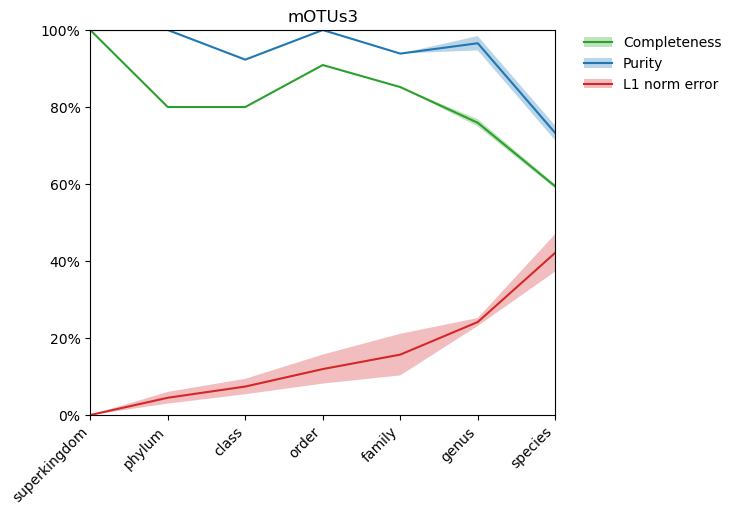 mOTUs3
100%
80%
60%
40%
20%
0%
superkingdom
phylum
class
order
family
genus
species
Completeness
Purity
L1 norm error